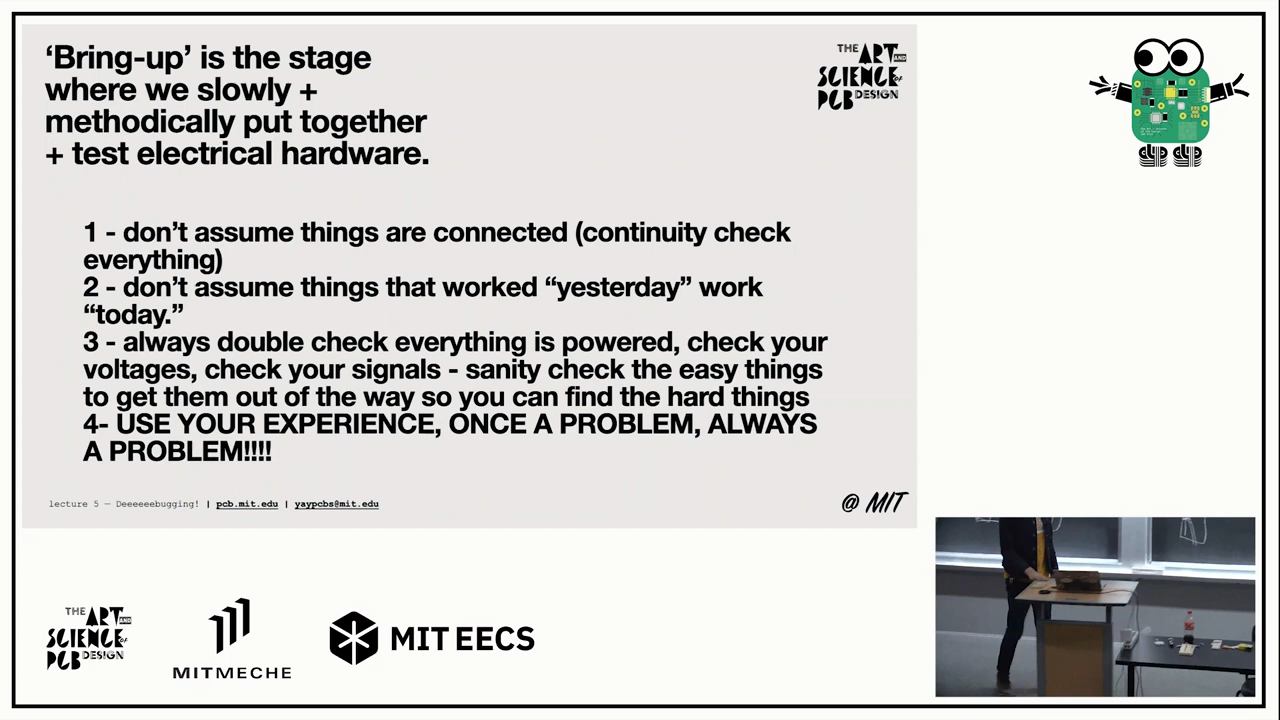 ‘Bring-up’ is the stage
where we slowly +
methodically put together
+ test electrical hardware.
THE ART AND
SCIENCE of
PCB DESIGN
1 - don’t assume things are connected (continuity check
everything)
2 - don’t assume things that worked “yesterday” work
“today.”
3 - always double check everything is powered, check your
voltages, check your signals - sanity check the easy things
to get them out of the way so you can find the hard things
4- USE YOUR EXPERIENCE, ONCE A PROBLEM, ALWAYS
A PROBLEM!!!!
lecture 5 — Deeeeeebugging! | pcb.mit.edu | yaypcbs@mit.edu
@ MIT
THE ART AND
SCIENCE of
PCB DESIGN
MITMECHE
MIT EECS